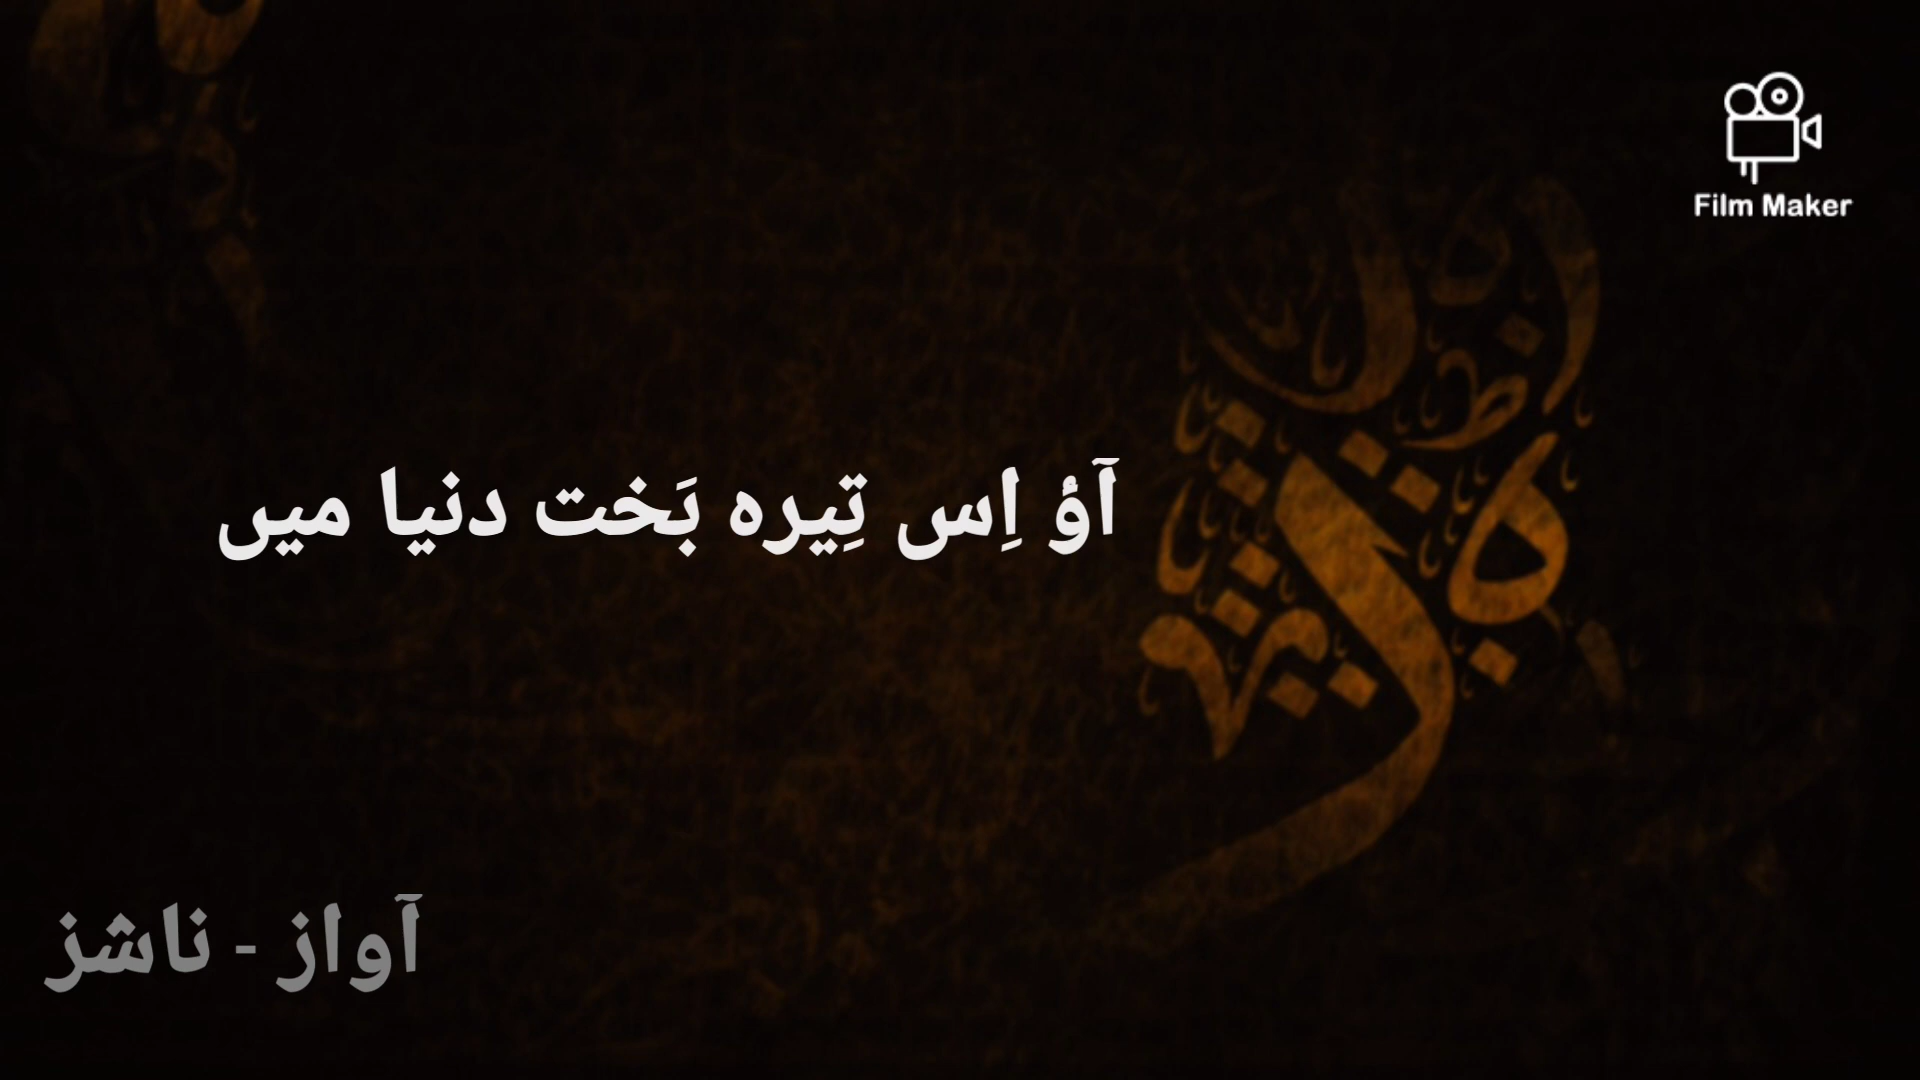 Film Maker
آؤ اِس تِیرہ بَخت دنیا میں
آواز - ناشز